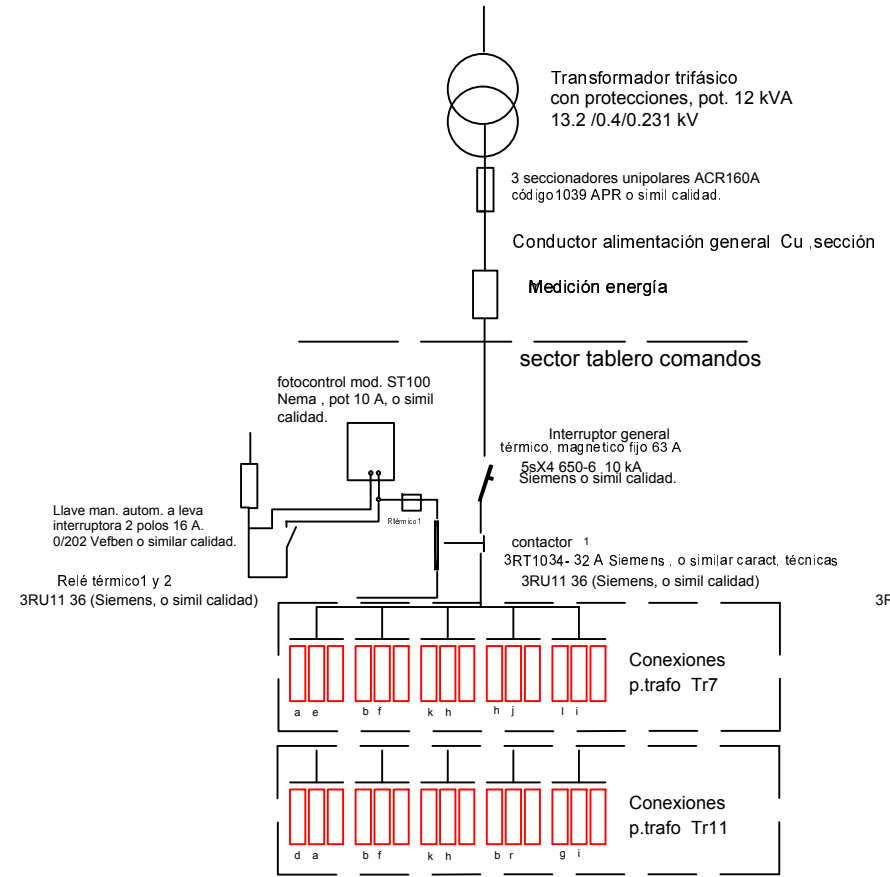 Transformador trifásico
con protecciones, pot. 12 kVA
13.2 /0.4/0.231 kV
3 seccionadores unipolares ACR160A
código1039 APR o simil calidad.
Conductor alimentación general Cu ,sección
Medición energía
sector tablero comandos
fotocontrol mod. ST100
Nema , pot 10 A, o simil
calidad.
Interruptor general
térmico, magnetico fijo 63 A
5sX4 650-6 10 kA
Siemens o simil calidad.
Llave man. autom. a leva
interruptora 2 polos 16 A.
0/202 Vefben o similar calidad.
Rtérmico1
contactor 1
3RT1034- 32 A Siemens , o similar caract. técnicas
3RU11 36 (Siemens, o simil calidad)
Relé térmico1 y 2
3RU11 36 (Siemens, o simil calidad)
3R
Conexiones
p.trafo Tr7
a e b f k h h j l i
Conexiones
p.trafo Tr11
d a b f k h b r g i